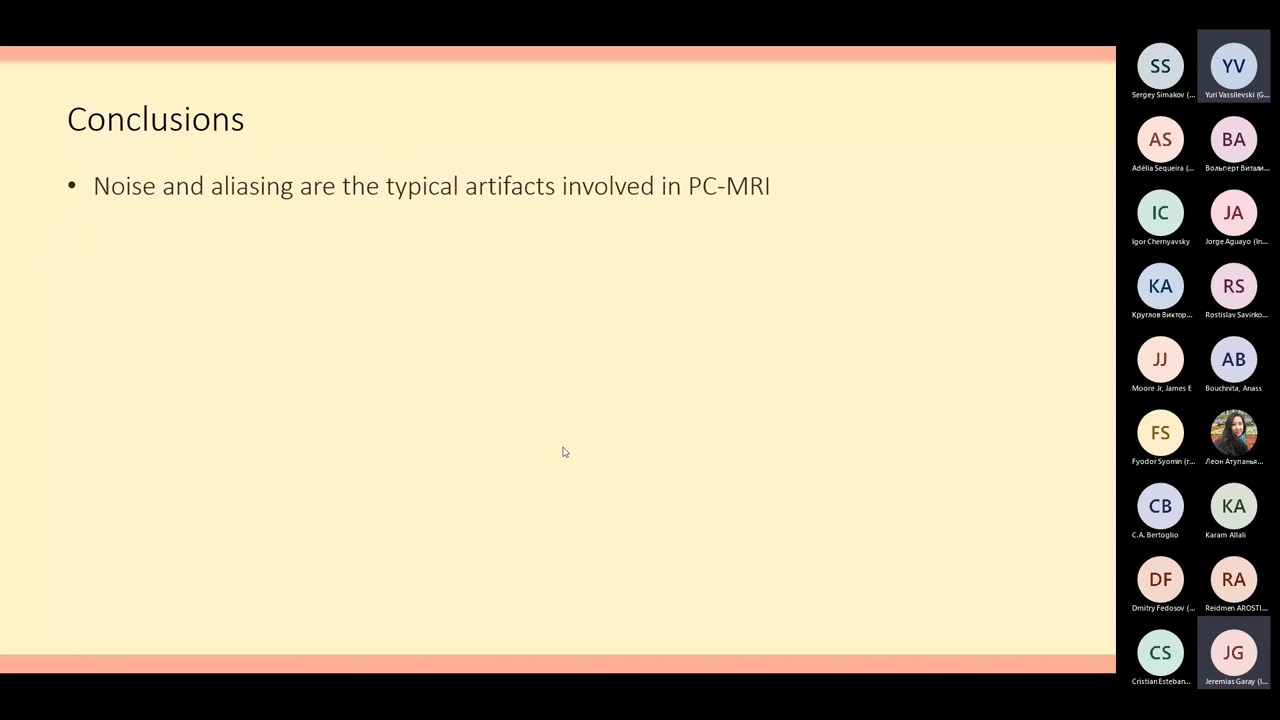 Conclusions
• Noise and aliasing are the typical artifacts involved in PC-MRI
SS
Sergey Simakov (...
YV
Yuri Vassilevski (G...
AS
Adélia Sequeira (...
BA
Вольперт Витали...
IC
Igor Chernyavsky
JA
Jorge Aguayo (In...
КА
Круглов Виктор...
RS
Rostislav Savinko...
JJ
Moore Jr, James E
AB
Bouchnita, Anass
FS
Fyodor Syomin (r...
Леон Атупанья...
CB
C.A. Bertoglio
KA
Karam Allali
DF
Dmitry Fedosov (...
RA
Reidmen AROSTI...
CS
Cristian Esteban...
JG
Jeremias Garay (I...